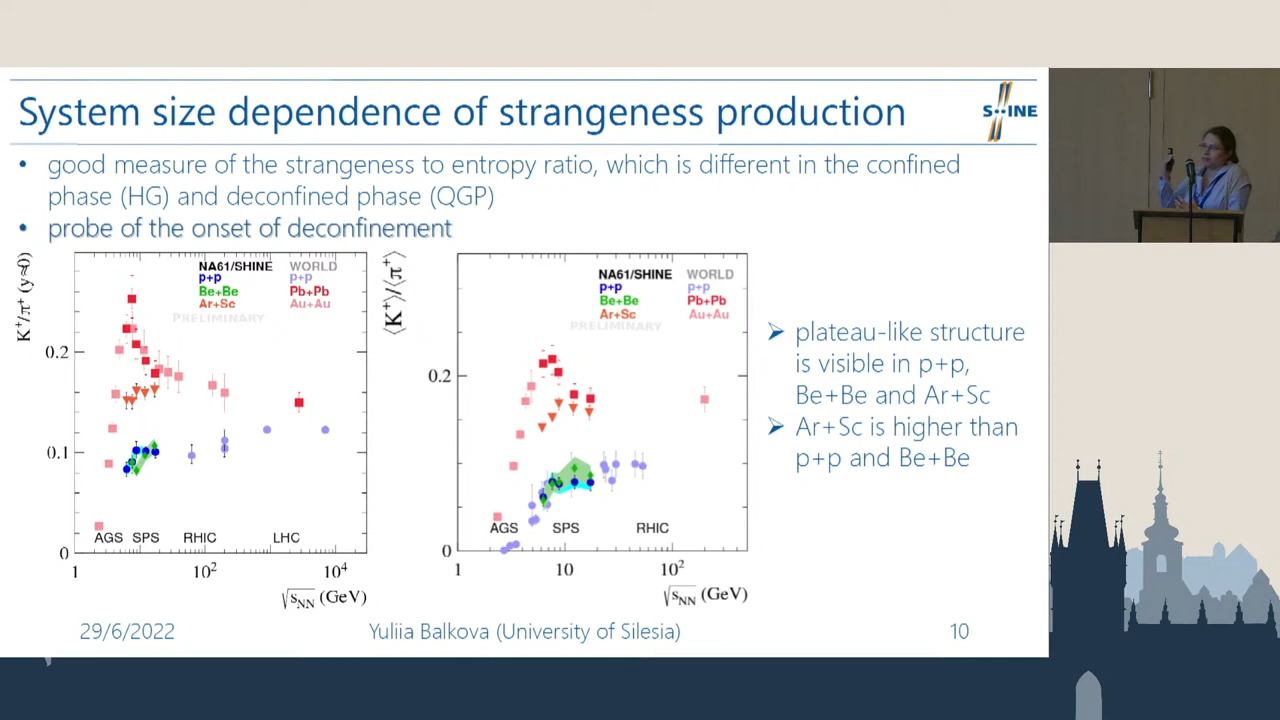 System size dependence of strangeness production
SHINE
• good measure of the strangeness to entropy ratio, which is different in the confined
phase (HG) and deconfined phase (QGP)
• probe of the onset of deconfinement
K⁺/π⁺ (y≈0)
NA61/SHINE WORLD
p+p p+p
Be+Be Pb+Pb
Ar+Sc Au+Au
PRELIMINARY
0.2
0.1
0
AGS SPS RHIC LHC
1 10² 10⁴
√sNN (GeV)
⟨K⁺⟩/⟨π⁺⟩
NA61/SHINE WORLD
p+p p+p
Be+Be Pb+Pb
Ar+Sc Au+Au
PRELIMINARY
0.2
0.1
0
AGS SPS RHIC
1 10 10²
√sNN (GeV)
➢ plateau-like structure
is visible in p+p,
Be+Be and Ar+Sc
➢ Ar+Sc is higher than
p+p and Be+Be
29/6/2022 Yuliia Balkova (University of Silesia) 10